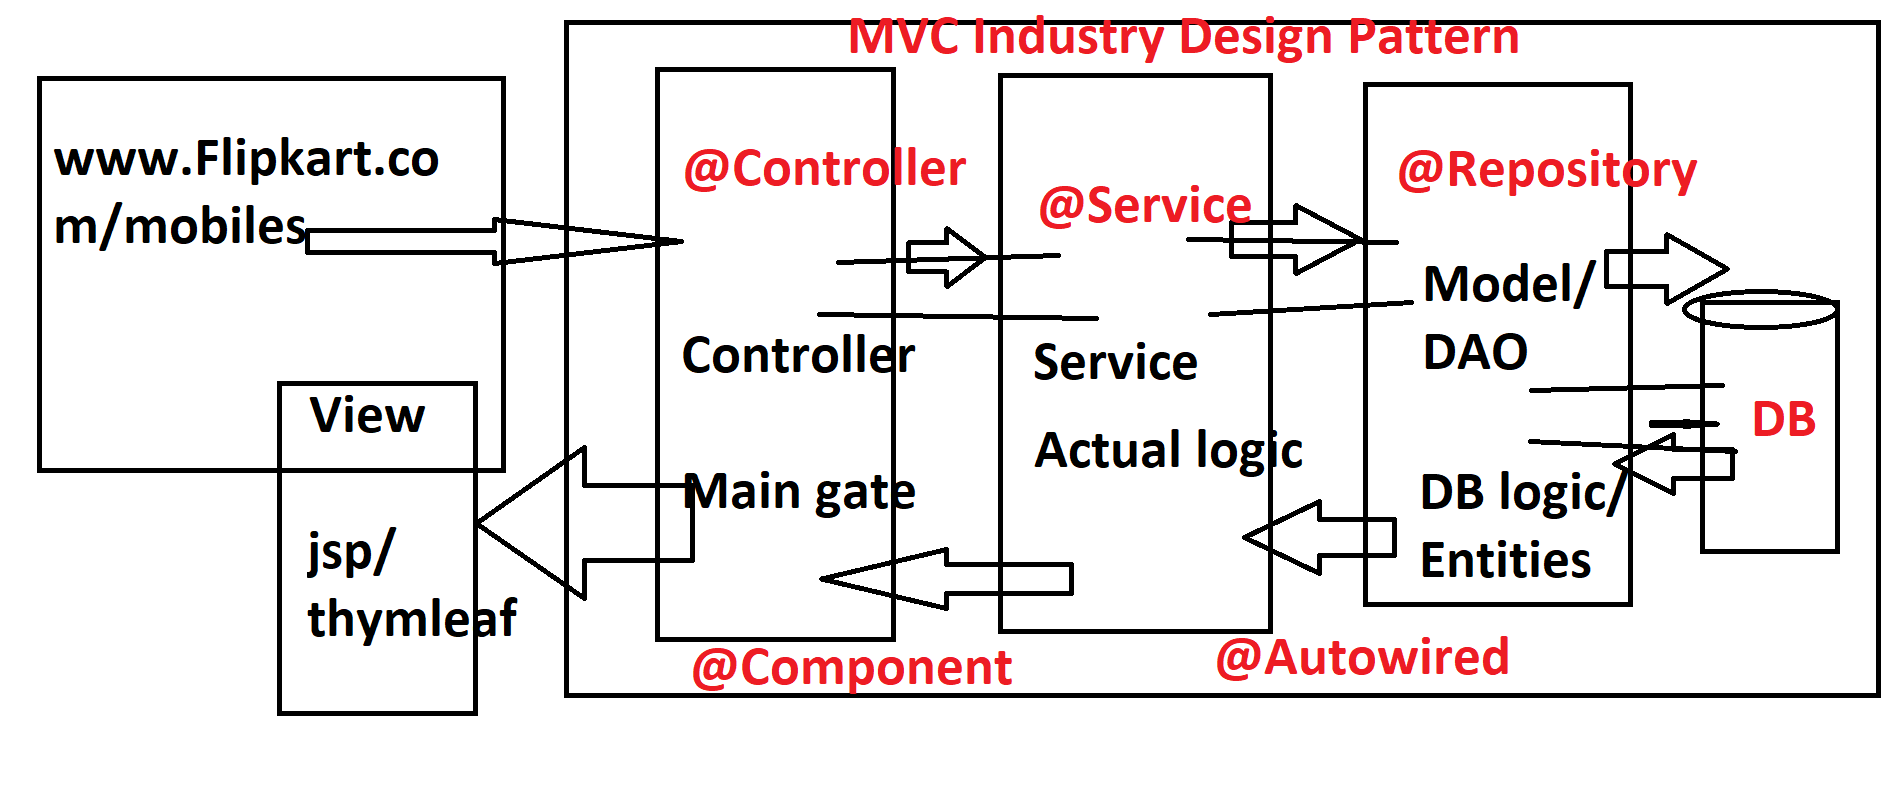 MVC Industry Design Pattern
www.Flipkart.co
m/mobiles
View
jsp/
thymleaf
@Controller
Controller
Main gate
@Service
Service
Actual logic
@Repository
Model/
DAO
DB logic/
Entities
DB
@Component
@Autowired